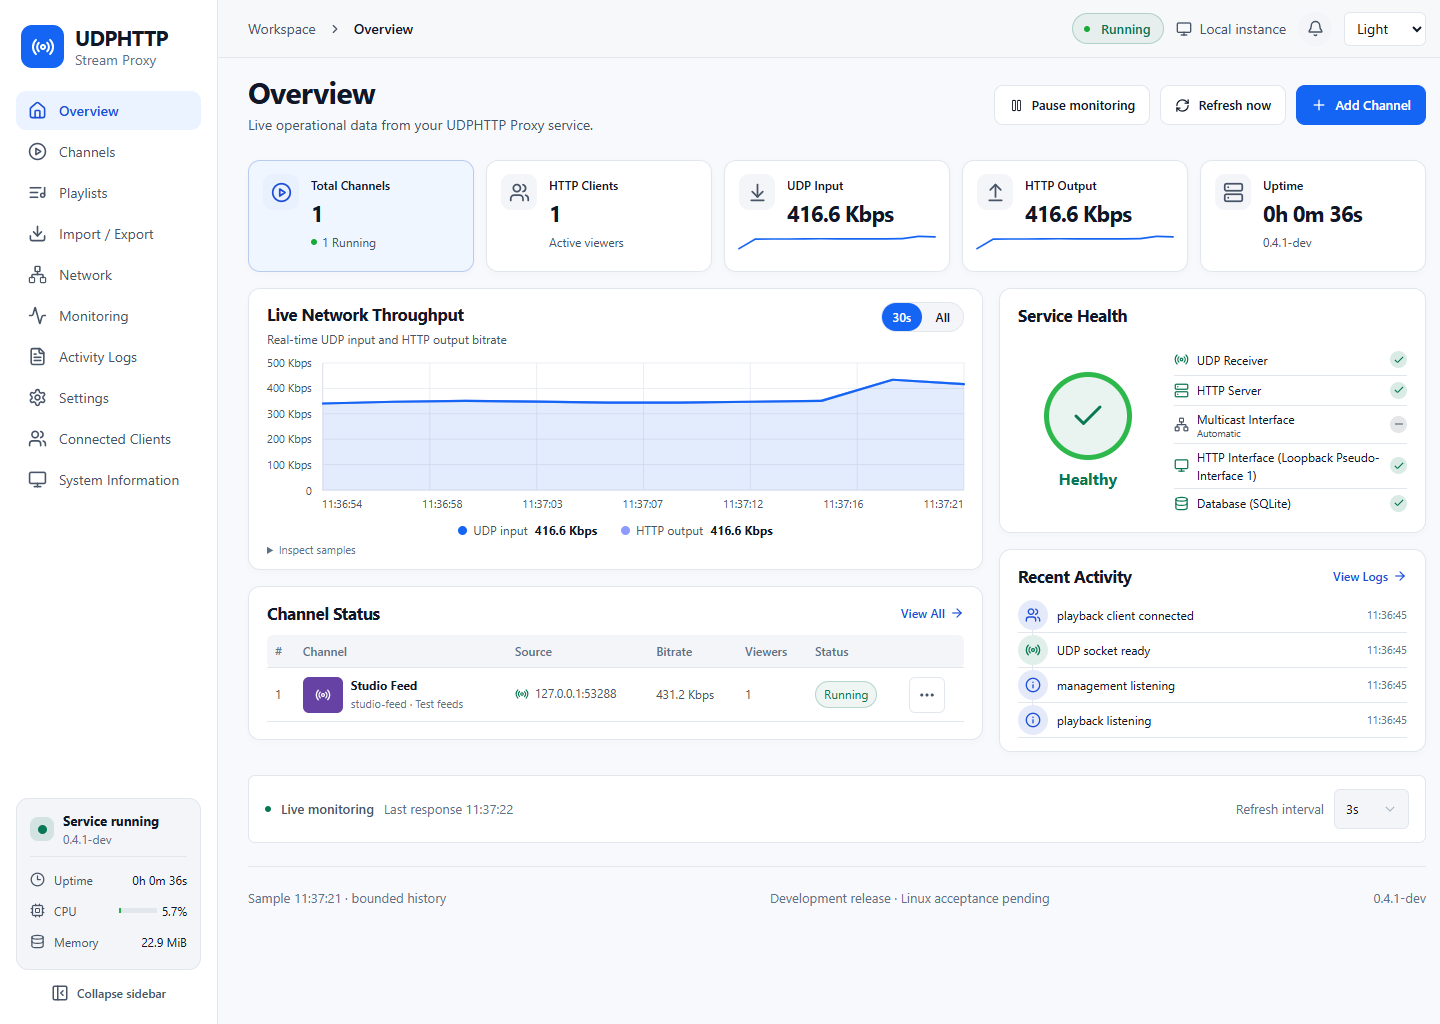 UDPHTTP
Stream Proxy
Overview
Channels
Playlists
Import / Export
Network
Monitoring
Activity Logs
Settings
Connected Clients
System Information
Service running
0.4.1-dev
Uptime 0h 0m 36s
CPU 5.7%
Memory 22.9 MiB
Collapse sidebar
Workspace > Overview
Running
Local instance
Light
Overview
Live operational data from your UDPHTTP Proxy service.
Pause monitoring
Refresh now
Add Channel
Total Channels
1
1 Running
HTTP Clients
1
Active viewers
UDP Input
416.6 Kbps
HTTP Output
416.6 Kbps
Uptime
0h 0m 36s
0.4.1-dev
Live Network Throughput
Real-time UDP input and HTTP output bitrate
30s All
500 Kbps
400 Kbps
300 Kbps
200 Kbps
100 Kbps
0
11:36:54 11:36:58 11:37:03 11:37:07 11:37:12 11:37:16 11:37:21
UDP input 416.6 Kbps HTTP output 416.6 Kbps
Inspect samples
Service Health
Healthy
UDP Receiver
HTTP Server
Multicast Interface
Automatic
HTTP Interface (Loopback Pseudo-
Interface 1)
Database (SQLite)
Channel Status
View All
# Channel Source Bitrate Viewers Status
1 Studio Feed 127.0.0.1:53288 431.2 Kbps 1 Running
studio-feed · Test feeds
Recent Activity
View Logs
playback client connected 11:36:45
UDP socket ready 11:36:45
management listening 11:36:45
playback listening 11:36:45
Live monitoring Last response 11:37:22
Refresh interval 3s
Sample 11:37:21 · bounded history
Development release · Linux acceptance pending
0.4.1-dev